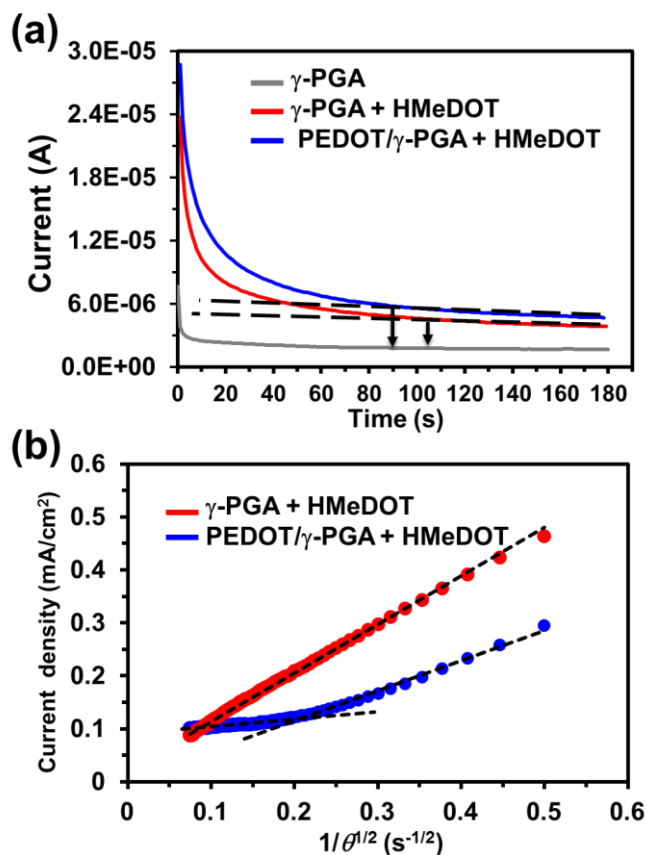 (a)
3.0E-05
2.4E-05
1.8E-05
1.2E-05
6.0E-06
0.0E+00
Current (A)
γ-PGA
γ-PGA + HMeDOT
PEDOT/γ-PGA + HMeDOT
0 20 40 60 80 100 120 140 160 180
Time (s)
(b)
0.6
0.5
0.4
0.3
0.2
0.1
0
Current density (mA/cm²)
γ-PGA + HMeDOT
PEDOT/γ-PGA + HMeDOT
0 0.1 0.2 0.3 0.4 0.5 0.6
1/θ^1/2 (s^-1/2)